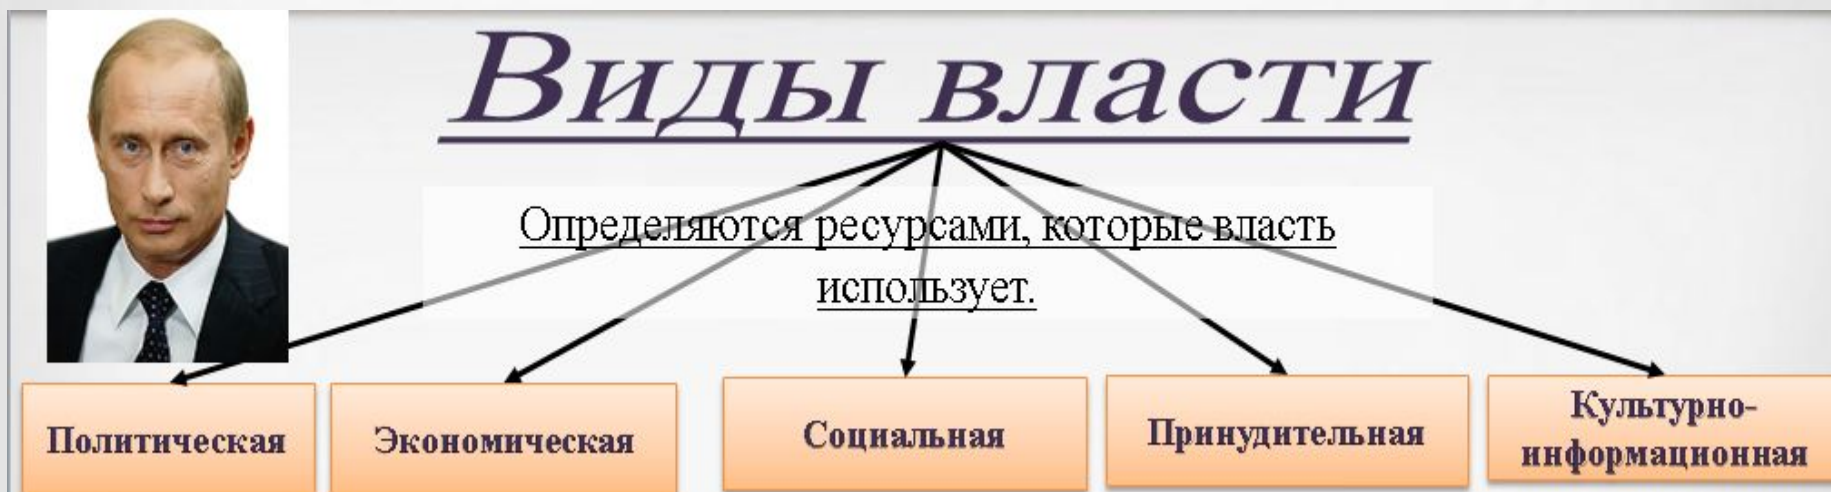 Виды власти
Определяются ресурсами, которые власть
использует.
Политическая
Экономическая
Социальная
Принудительная
Культурно-
информационная